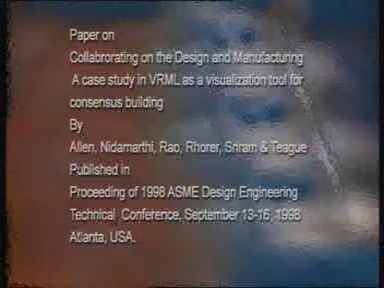 Paper on
Collabrorating on the Design and Manufacturing
A case study in VRML as a visualization tool for
consensus building
By
Allen, Nidamarthi, Rao, Rhorer, Sriram & Teague
Published in
Proceeding of 1998 ASME Design Engineering
Technical Conference, September 13-16, 1998
Atlanta, USA.